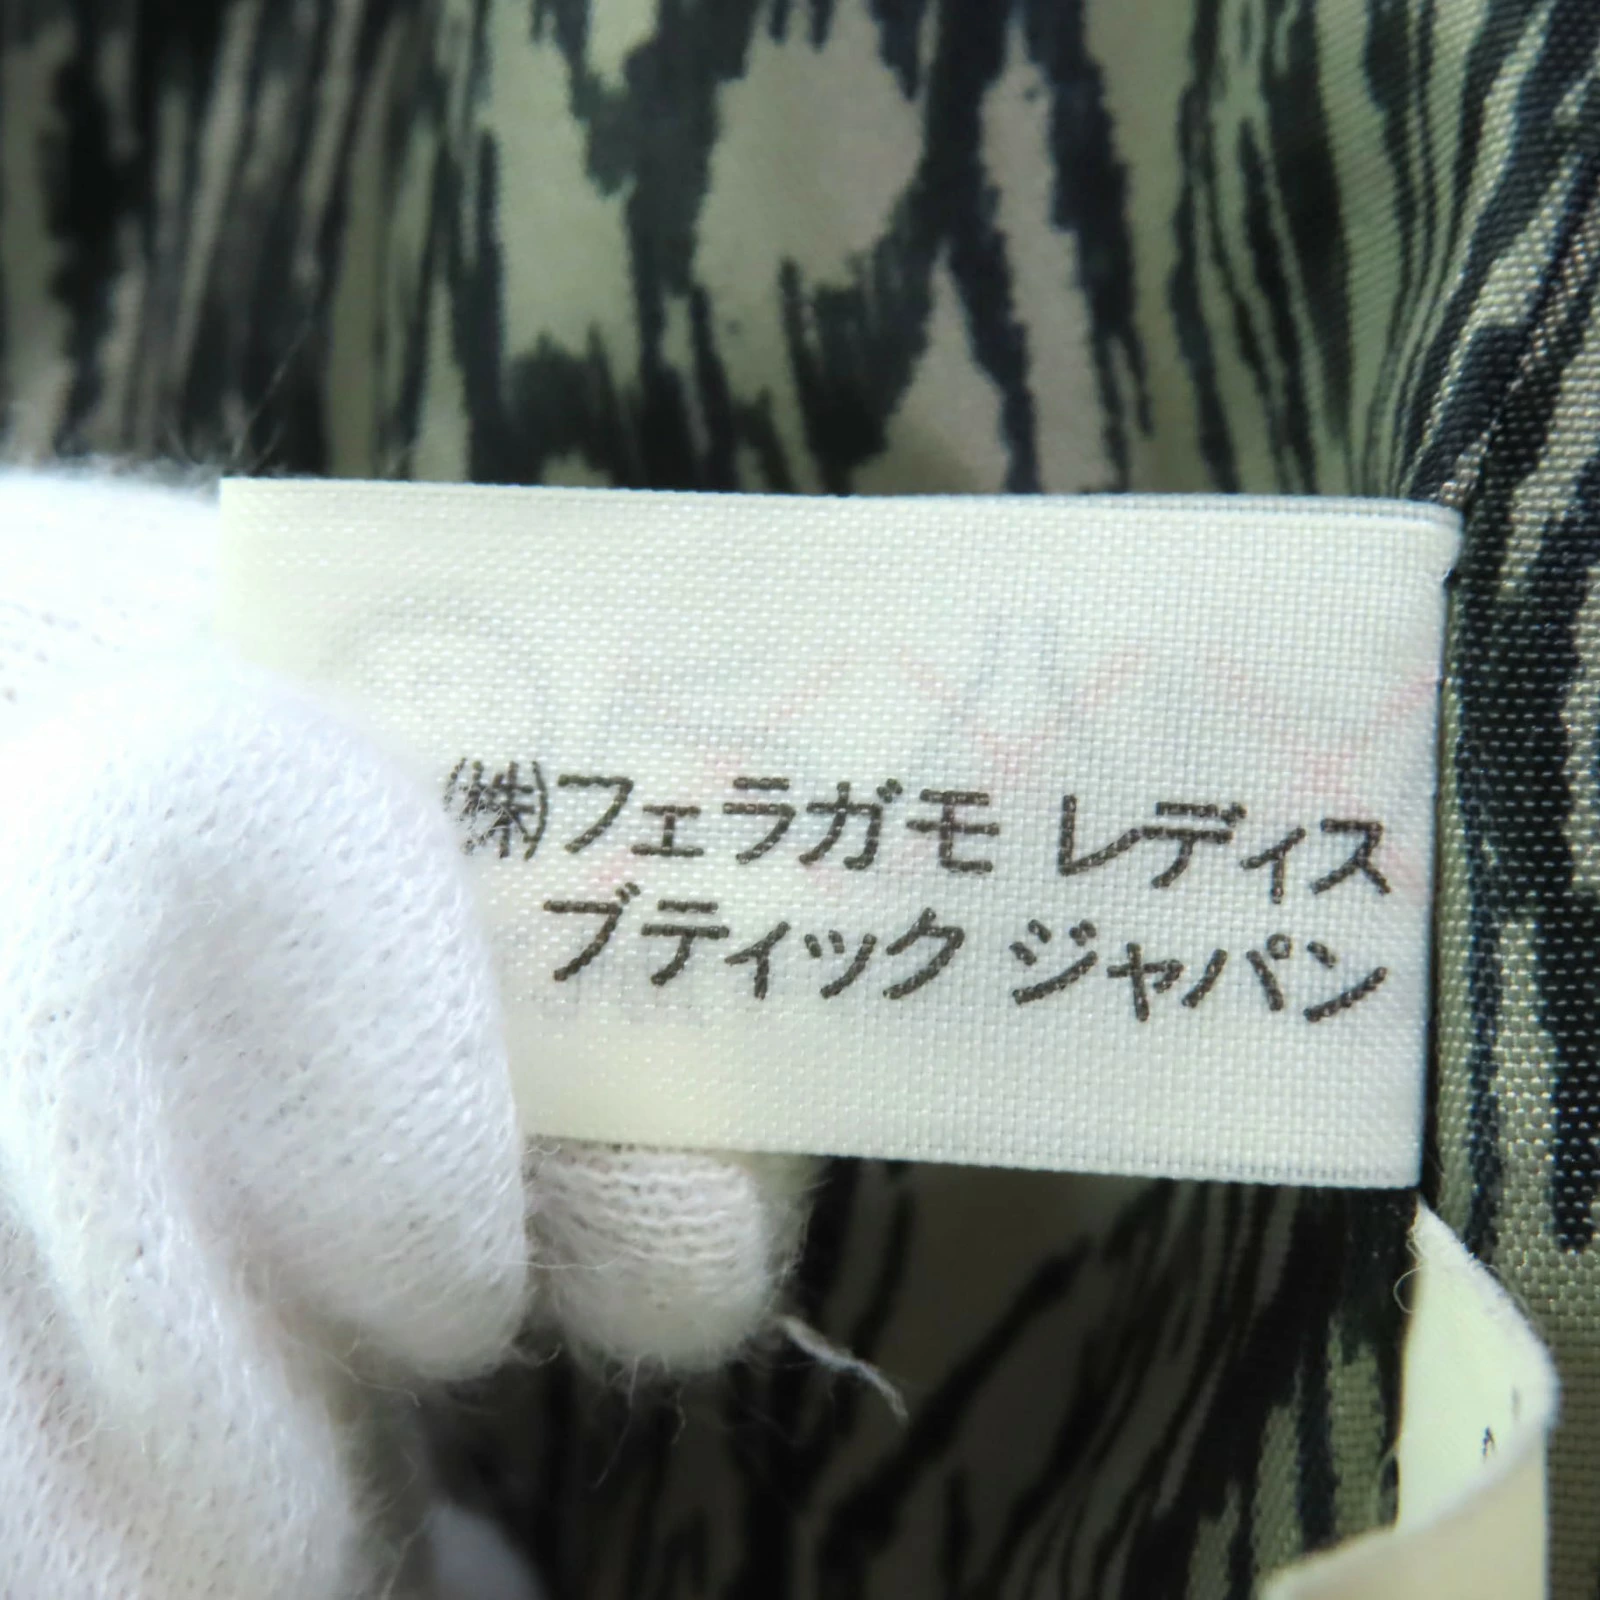 ㈱フェラガモ レディス
ブティック ジャパン